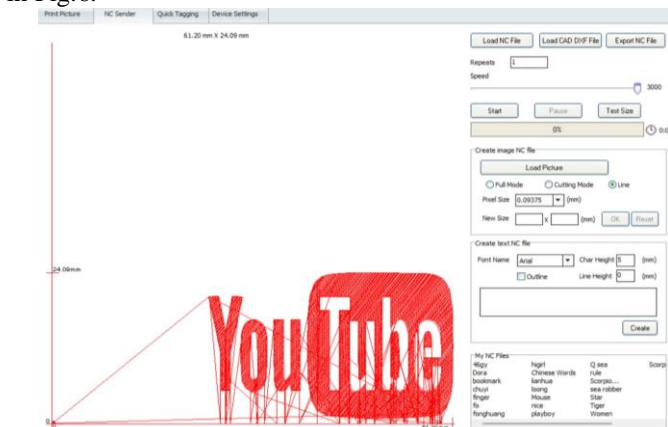 in Fig.6.
Print Picture NC Sender Quick Tagging Device Settings
61.20 mm X 24.09 mm
Load NC File Load CAD DXF File Export NC File
Repeats 1
Speed
3000
Start Pause Test Size
0%
Create image NC file
Load Picture
Full Mode Cutting Mode Line
Pixel Size 0.09375 (mm)
New Size X (mm) OK Reset
Create text NC file
Font Name Arial Char Height 5 (mm)
Outline Line Height 0 (mm)
Create
24.09mm
YouTube
0
My NC Files
46gy Ngirl Q sea Scorp
Dora Chinese Words rule
bookmark lianhua Scorpio...
chuyi loong sea robber
finger Mouse Star
fo nice Tiger
fonghuang playboy Women